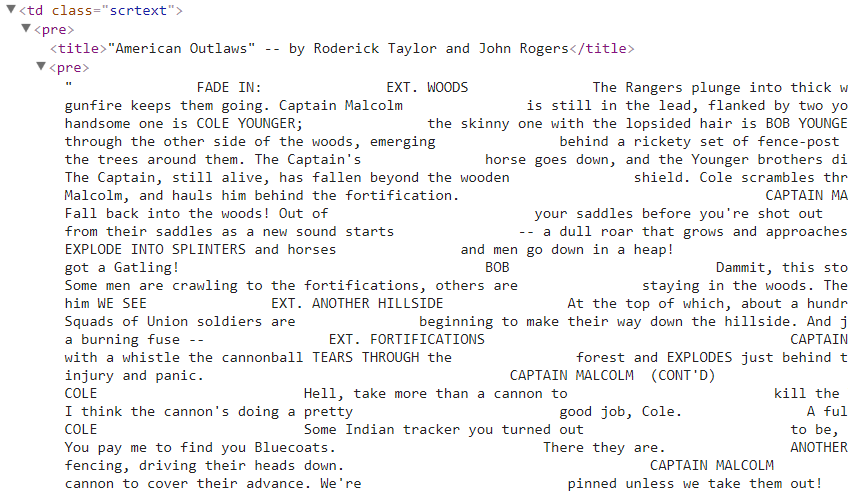 ▼<td class="scrtext">
▼<pre>
<title>"American Outlaws" -- by Roderick Taylor and John Rogers</title>
▼<pre>
" FADE IN: EXT. WOODS The Rangers plunge into thick w
gunfire keeps them going. Captain Malcolm is still in the lead, flanked by two yo
handsome one is COLE YOUNGER; the skinny one with the lopsided hair is BOB YOUNGE
through the other side of the woods, emerging behind a rickety set of fence-post
the trees around them. The Captain's horse goes down, and the Younger brothers di
The Captain, still alive, has fallen beyond the wooden shield. Cole scrambles thr
Malcolm, and hauls him behind the fortification. CAPTAIN MA
Fall back into the woods! Out of your saddles before you're shot out
from their saddles as a new sound starts -- a dull roar that grows and approaches
EXPLODE INTO SPLINTERS and horses and men go down in a heap!
got a Gatling! BOB Dammit, this sto
Some men are crawling to the fortifications, others are staying in the woods. The
him WE SEE EXT. ANOTHER HILLSIDE At the top of which, about a hundr
Squads of Union soldiers are beginning to make their way down the hillside. And j
a burning fuse -- EXT. FORTIFICATIONS CAPTAIN
with a whistle the cannonball TEARS THROUGH the forest and EXPLODES just behind t
injury and panic. CAPTAIN MALCOLM (CONT'D)
COLE Hell, take more than a cannon to kill the
I think the cannon's doing a pretty good job, Cole. A ful
COLE Some Indian tracker you turned out to be,
You pay me to find you Bluecoats. There they are. ANOTHER
fencing, driving their heads down. CAPTAIN MALCOLM
cannon to cover their advance. We're pinned unless we take them out!